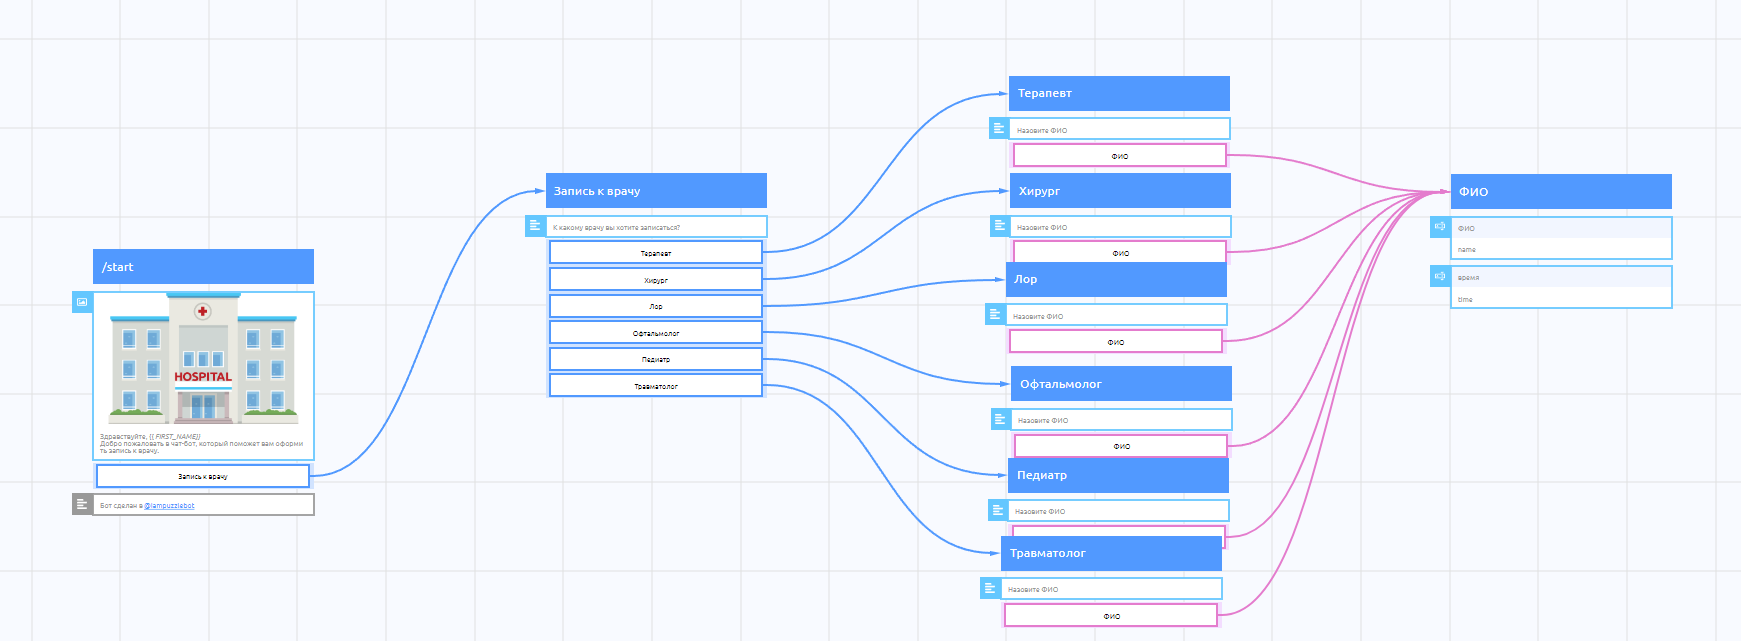 /start
HOSPITAL
Здравствуйте, {{ FIRST_NAME}}
Добро пожаловать в чат-бот, который поможет вам оформи
ть запись к врачу.
Запись к врачу
Бот сделан в @iampuzzlebot
Запись к врачу
К какому врачу вы хотите записаться?
Терапевт
Хирург
Лор
Офтальмолог
Педиатр
Травматолог
Терапевт
Назовите ФИО
ФИО
Хирург
Назовите ФИО
ФИО
Лор
Назовите ФИО
ФИО
Офтальмолог
Назовите ФИО
ФИО
Педиатр
Назовите ФИО
Травматолог
Назовите ФИО
ФИО
ФИО
ФИО
name
время
time